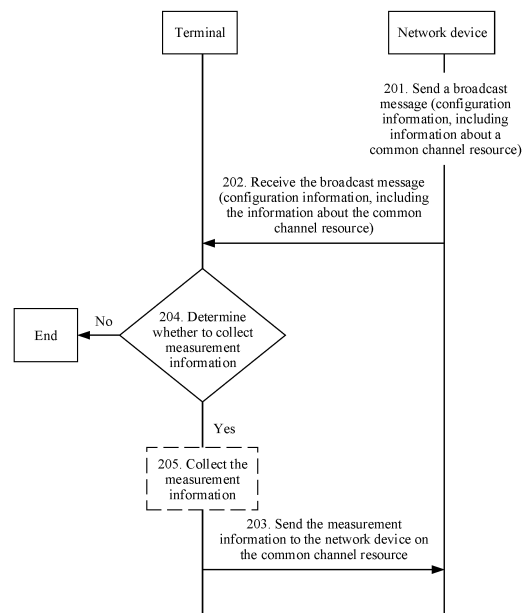 Terminal
Network device
201. Send a broadcast
message (configuration
information, including
information about a
common channel resource)
202. Receive the broadcast message
(configuration information, including
the information about the common
channel resource)
204. Determine
whether to collect
measurement
information
No
End
Yes
205. Collect the
measurement
information
203. Send the measurement
information to the network device on
the common channel resource